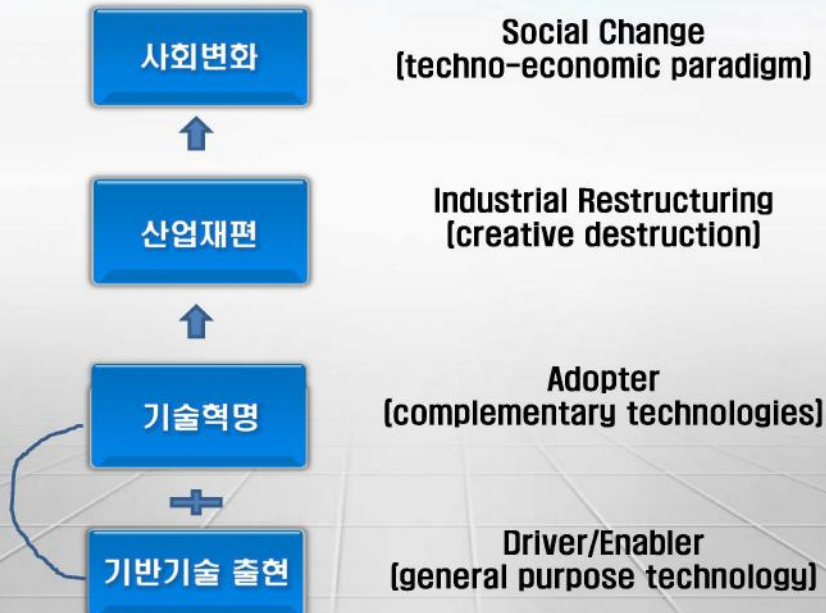 사회변화
Social Change
(techno-economic paradigm)
산업재편
Industrial Restructuring
(creative destruction)
기술혁명
Adopter
(complementary technologies)
기반기술 출현
Driver/Enabler
(general purpose technology)